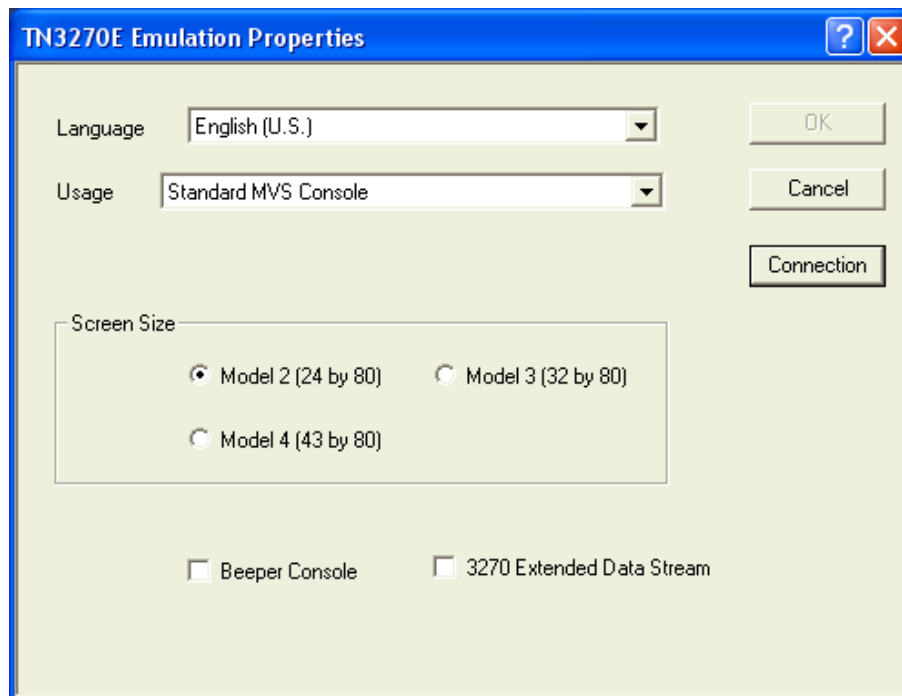 TN3270E Emulation Properties
Language
English (U.S.)
OK
Usage
Standard MVS Console
Cancel
Connection
Screen Size
Model 2 (24 by 80)
Model 3 (32 by 80)
Model 4 (43 by 80)
Beeper Console
3270 Extended Data Stream